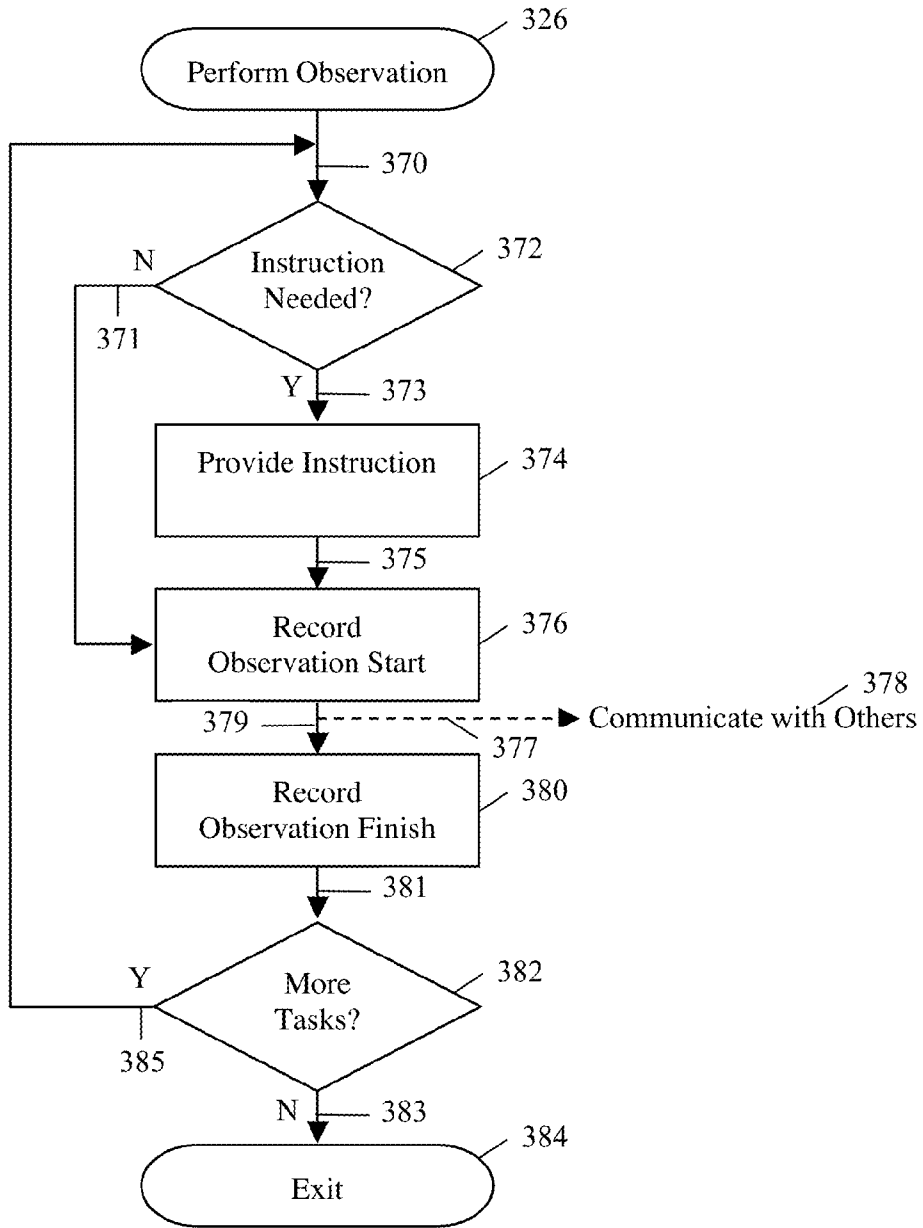 326
Perform Observation
370
372
N
Instruction
Needed?
371
Y
373
Provide Instruction
374
375
Record
Observation Start
376
378
379
Communicate with Others
377
Record
Observation Finish
380
381
Y
More
Tasks?
382
385
N
383
384
Exit